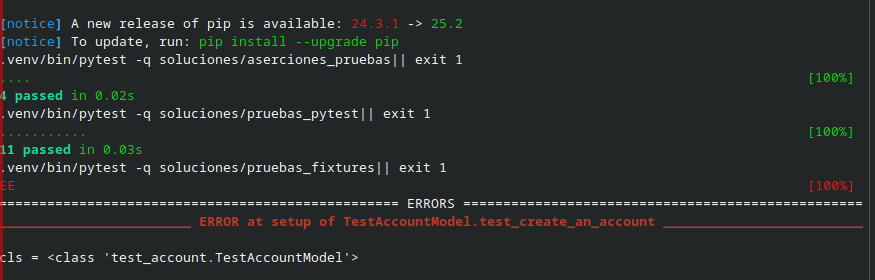 [notice] A new release of pip is available: 24.3.1 -> 25.2
[notice] To update, run: pip install --upgrade pip
.venv/bin/pytest -q soluciones/aserciones_pruebas|| exit 1
.... [100%]
4 passed in 0.02s
.venv/bin/pytest -q soluciones/pruebas_pytest|| exit 1
........... [100%]
11 passed in 0.03s
.venv/bin/pytest -q soluciones/pruebas_fixtures|| exit 1
EE [100%]
================================================== ERRORS ==================================================
________________________ ERROR at setup of TestAccountModel.test_create_an_account _________________________
cls = <class 'test_account.TestAccountModel'>